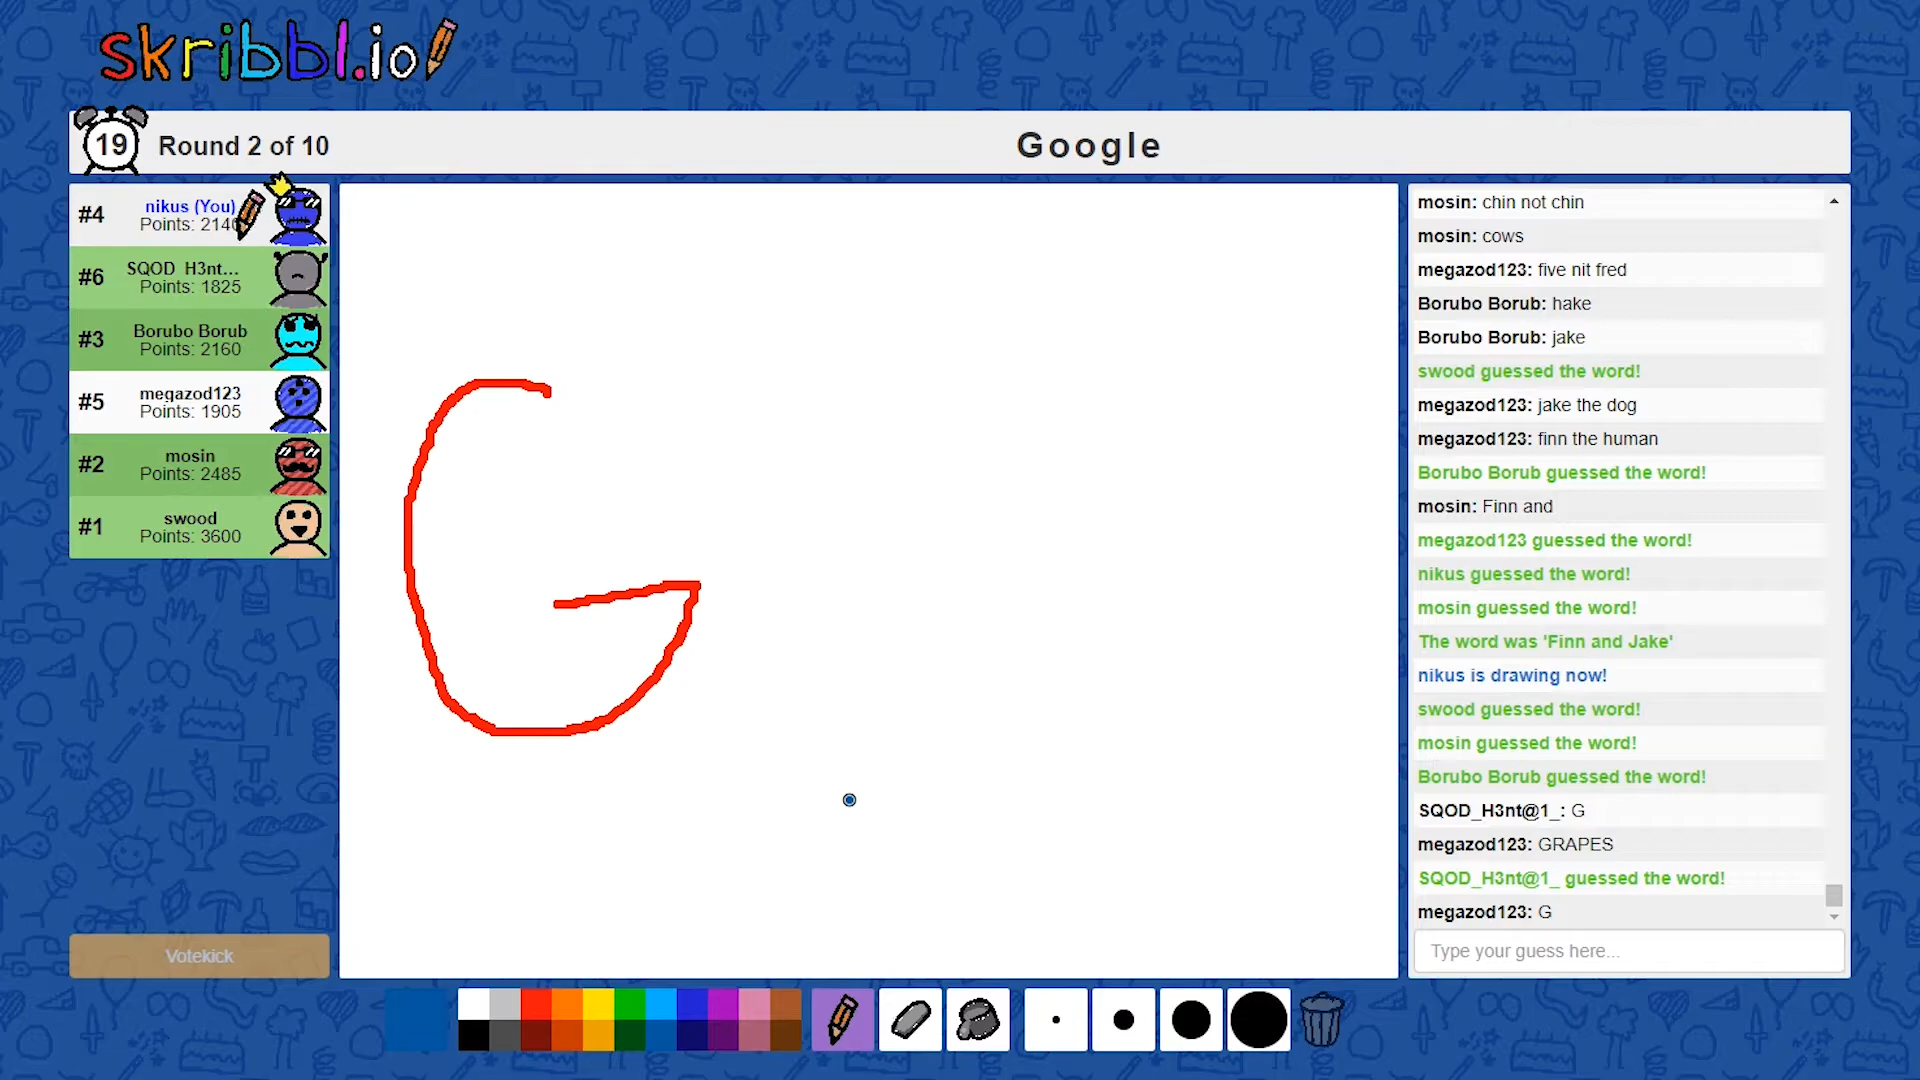 skribbl.io
19
Round 2 of 10
Google
#4
nikus (You)
Points: 2140
#6
SQOD H3nt...
Points: 1825
#3
Borubo Borub
Points: 2160
#5
megazod123
Points: 1905
#2
mosin
Points: 2485
#1
swood
Points: 3600
Votekick
G
mosin: chin not chin
mosin: cows
megazod123: five nit fred
Borubo Borub: hake
Borubo Borub: jake
swood guessed the word!
megazod123: jake the dog
megazod123: finn the human
Borubo Borub guessed the word!
mosin: Finn and
megazod123 guessed the word!
nikus guessed the word!
mosin guessed the word!
The word was 'Finn and Jake'
nikus is drawing now!
swood guessed the word!
mosin guessed the word!
Borubo Borub guessed the word!
SQOD_H3nt@1_: G
megazod123: GRAPES
SQOD_H3nt@1_ guessed the word!
megazod123: G
Type your guess here...